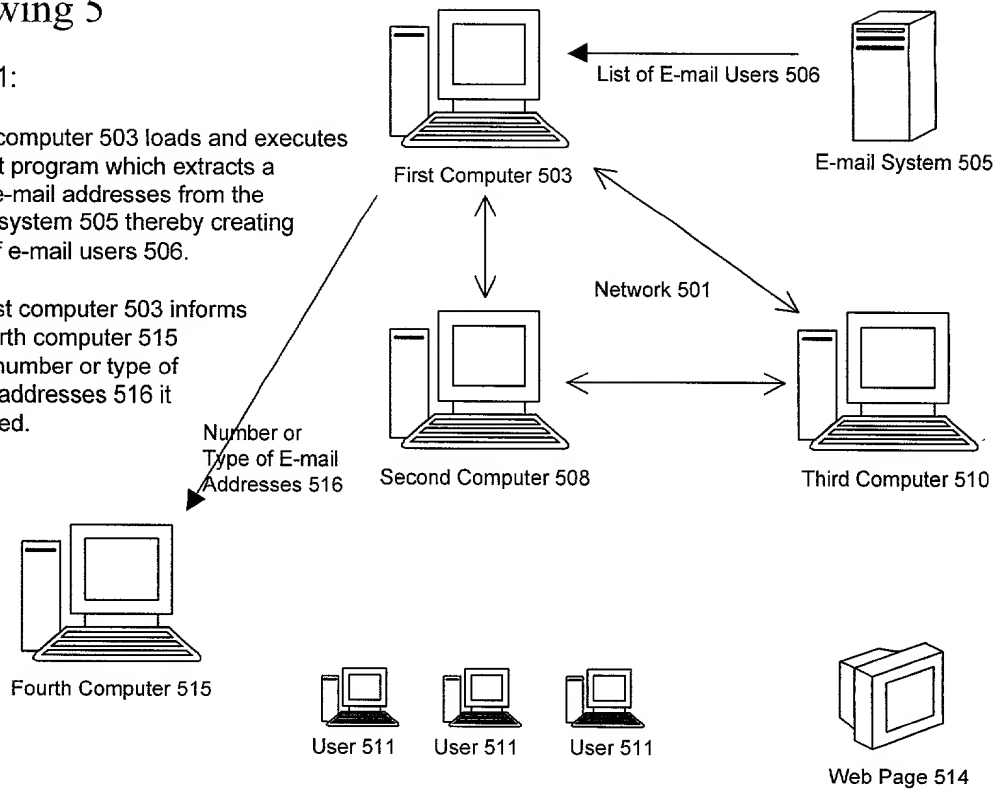 wing 5
1:
computer 503 loads and executes
t program which extracts a
e-mail addresses from the
system 505 thereby creating
f e-mail users 506.
st computer 503 informs
rth computer 515
number or type of
addresses 516 it
ed.
List of E-mail Users 506
E-mail System 505
First Computer 503
Network 501
Number or
Type of E-mail
Addresses 516
Second Computer 508
Third Computer 510
Fourth Computer 515
User 511
User 511
User 511
Web Page 514